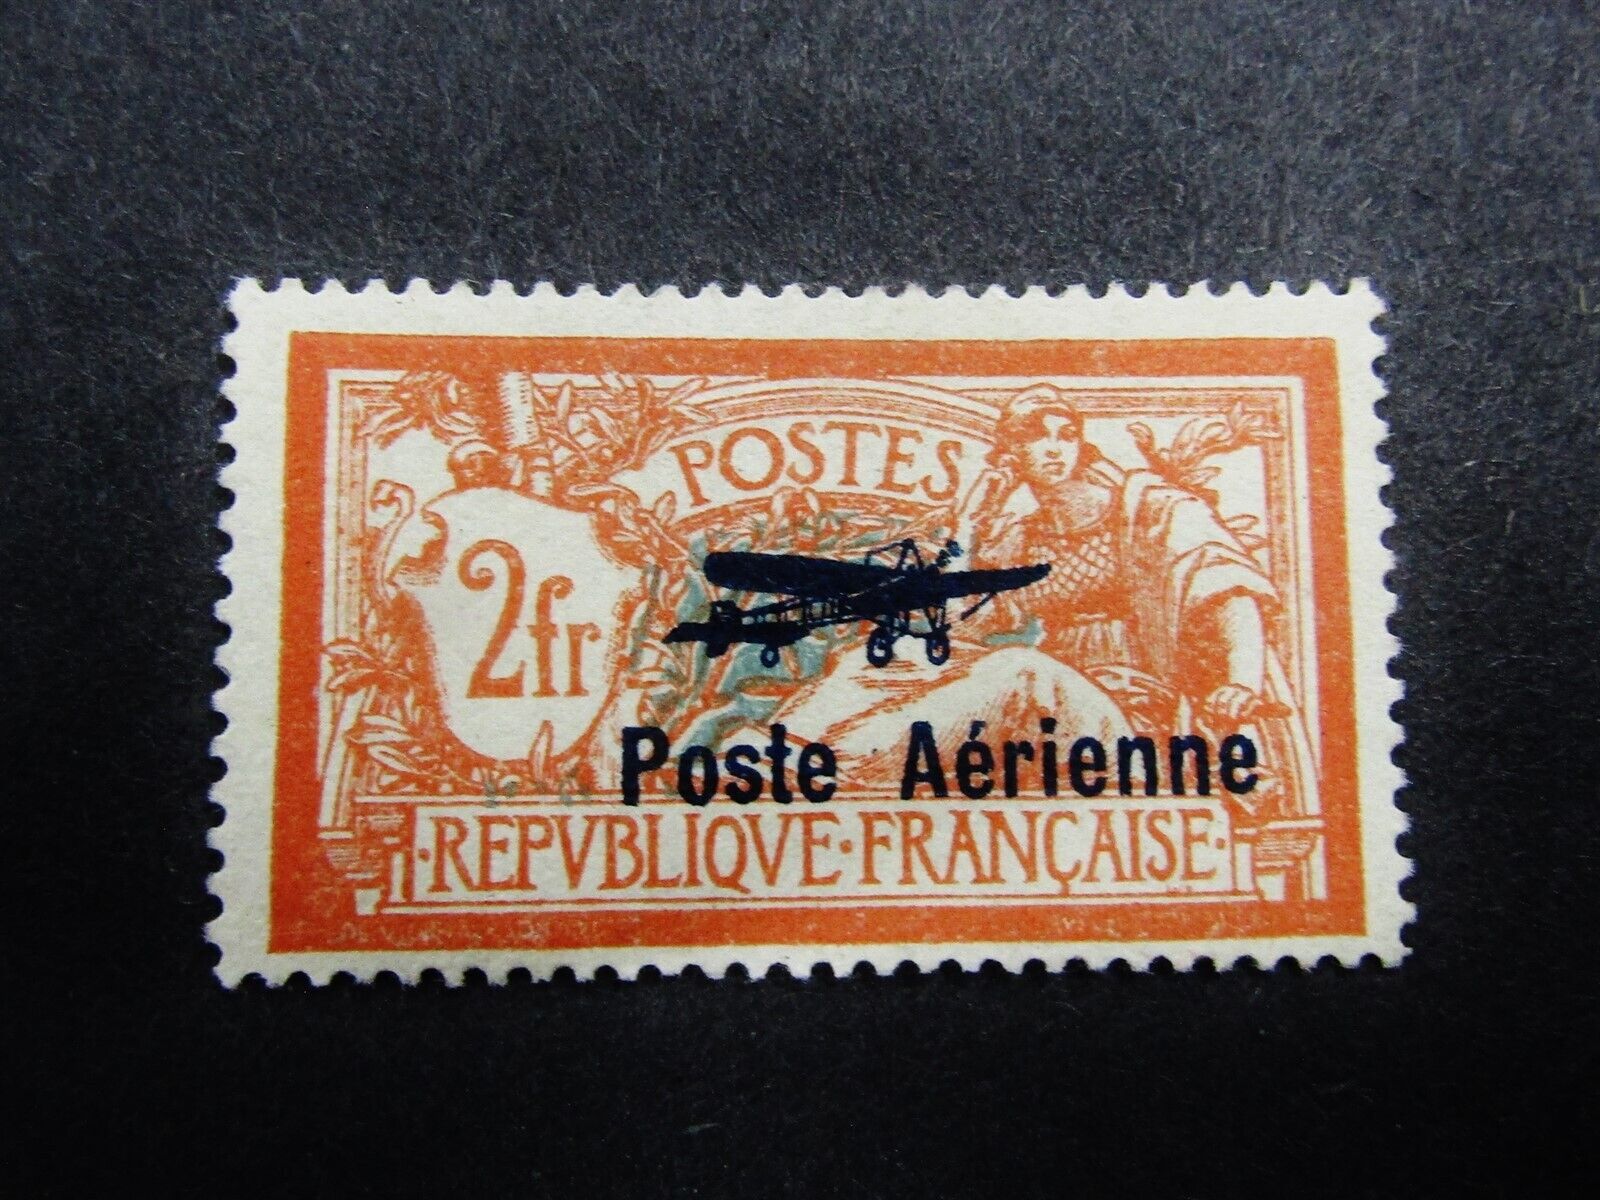 POSTES
2fr
Poste Aérienne
·REPVBLIQVE·FRANÇAISE·